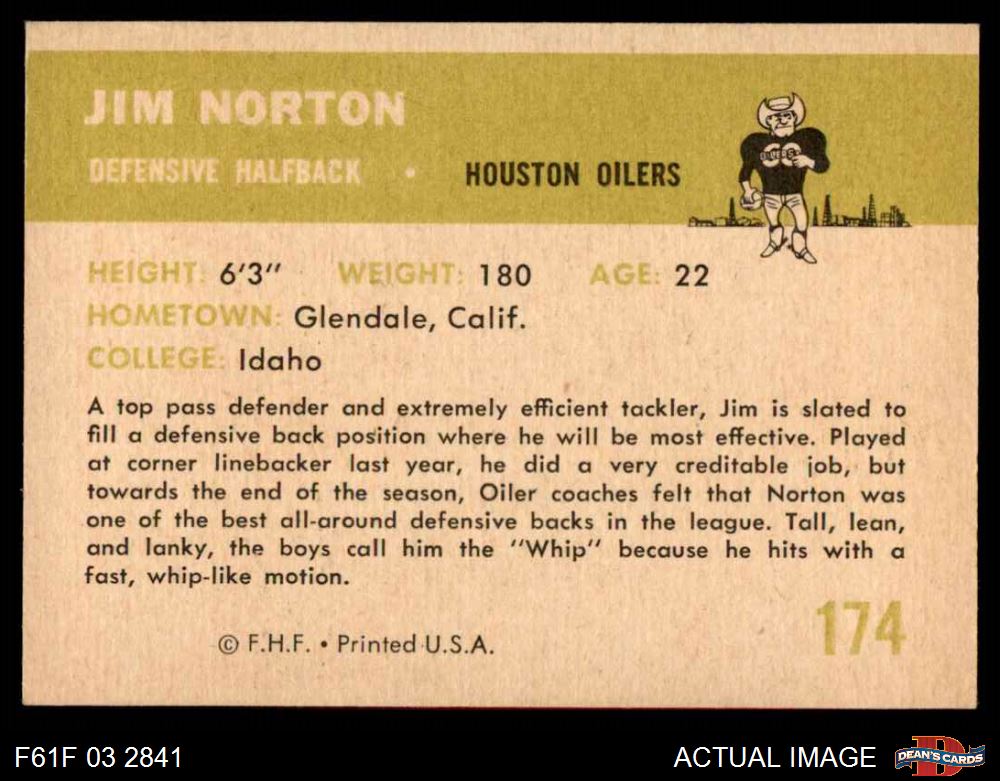 JIM NORTON
DEFENSIVE HALFBACK • HOUSTON OILERS
OILERS
HEIGHT: 6'3" WEIGHT: 180 AGE: 22
HOMETOWN: Glendale, Calif.
COLLEGE: Idaho
A top pass defender and extremely efficient tackler, Jim is slated to
fill a defensive back position where he will be most effective. Played
at corner linebacker last year, he did a very creditable job, but
towards the end of the season, Oiler coaches felt that Norton was
one of the best all-around defensive backs in the league. Tall, lean,
and lanky, the boys call him the "Whip" because he hits with a
fast, whip-like motion.
174
© F.H.F. • Printed U.S.A.
F61F 03 2841 ACTUAL IMAGE D DEAN'S CARDS